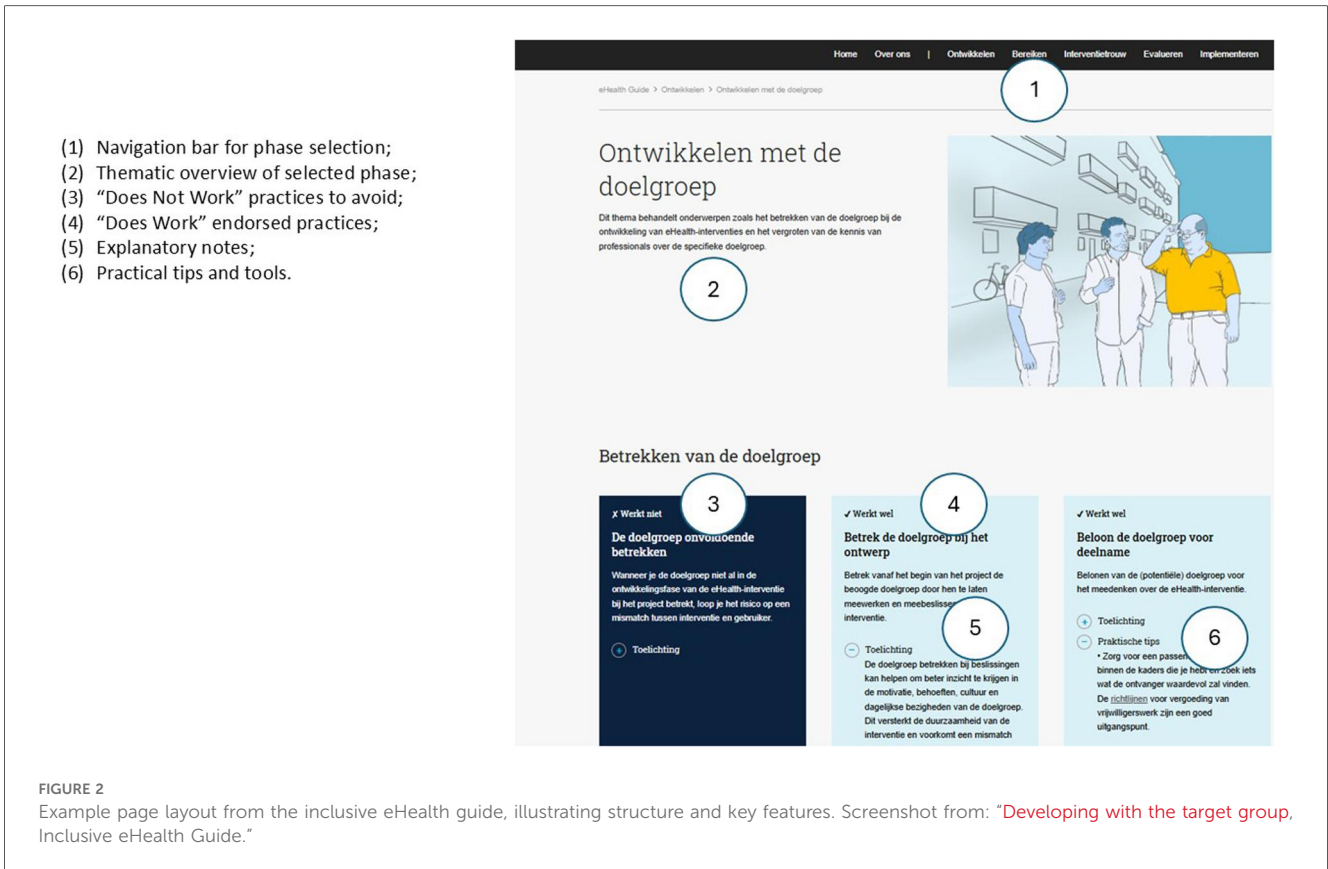 (1) Navigation bar for phase selection;
(2) Thematic overview of selected phase;
(3) “Does Not Work” practices to avoid;
(4) “Does Work” endorsed practices;
(5) Explanatory notes;
(6) Practical tips and tools.
Home Over ons | Ontwikkelen Bereiken Interventietrouw Evalueren Implementeren
1
eHealth Guide > Ontwikkelen > Ontwikkelen met de doelgroep
Ontwikkelen met de
doelgroep
Dit thema behandelt onderwerpen zoals het betrekken van de doelgroep bij de
ontwikkeling van eHealth-interventies en het vergroten van de kennis van
professionals over de specifieke doelgroep.
2
Betrekken van de doelgroep
3
✗ Werkt niet
De doelgroep onvoldoende
betrekken
Wanneer je de doelgroep niet al in de
ontwikkelingsfase van de eHealth-interventie
bij het project betrekt, loop je het risico op een
mismatch tussen interventie en gebruiker.
+ Toelichting
4
✓ Werkt wel
Betrek de doelgroep bij het
ontwerp
Betrek vanaf het begin van het project de
beoogde doelgroep door hen te laten
meewerken en meebeslissen
interventie.
5
− Toelichting
De doelgroep betrekken bij beslissingen
kan helpen om beter inzicht te krijgen in
de motivatie, behoeften, cultuur en
dagelijkse bezigheden van de doelgroep.
Dit versterkt de duurzaamheid van de
interventie en voorkomt een mismatch
✓ Werkt wel
Beloon de doelgroep voor
deelname
Belonen van de (potentiële) doelgroep voor
het meedenken over de eHealth-interventie.
+ Toelichting
6
− Praktische tips
• Zorg voor een passen
binnen de kaders die je hebt en zoek iets
wat de ontvanger waardevol zal vinden.
De richtlijnen voor vergoeding van
vrijwilligerswerk zijn een goed
uitgangspunt.
FIGURE 2
Example page layout from the inclusive eHealth guide, illustrating structure and key features. Screenshot from: “Developing with the target group,
Inclusive eHealth Guide.”